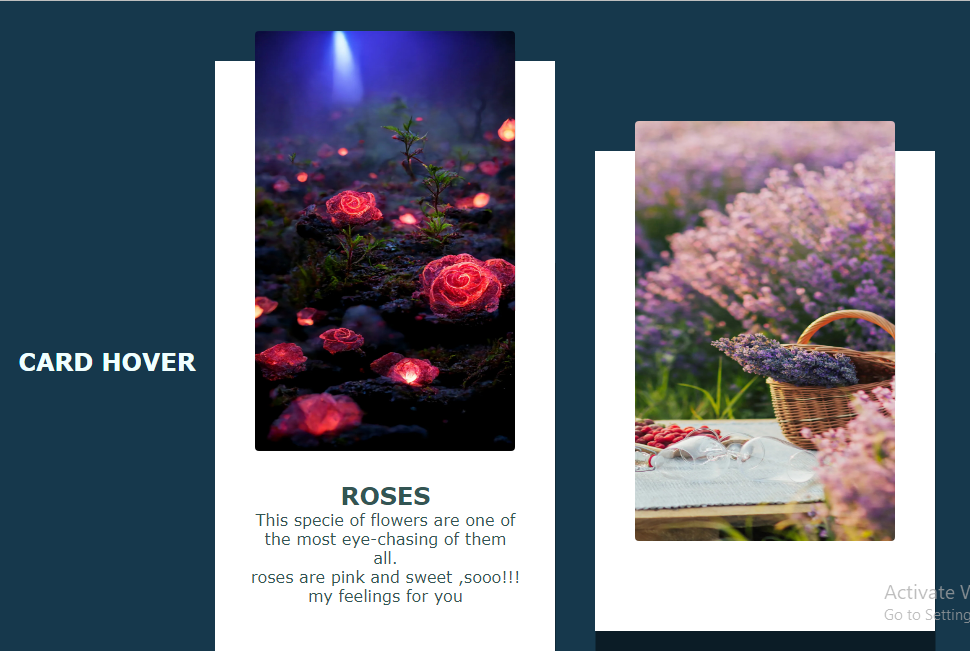 CARD HOVER
ROSES
This specie of flowers are one of
the most eye-chasing of them
all.
roses are pink and sweet ,sooo!!!
my feelings for you
Activate
Go to Setting